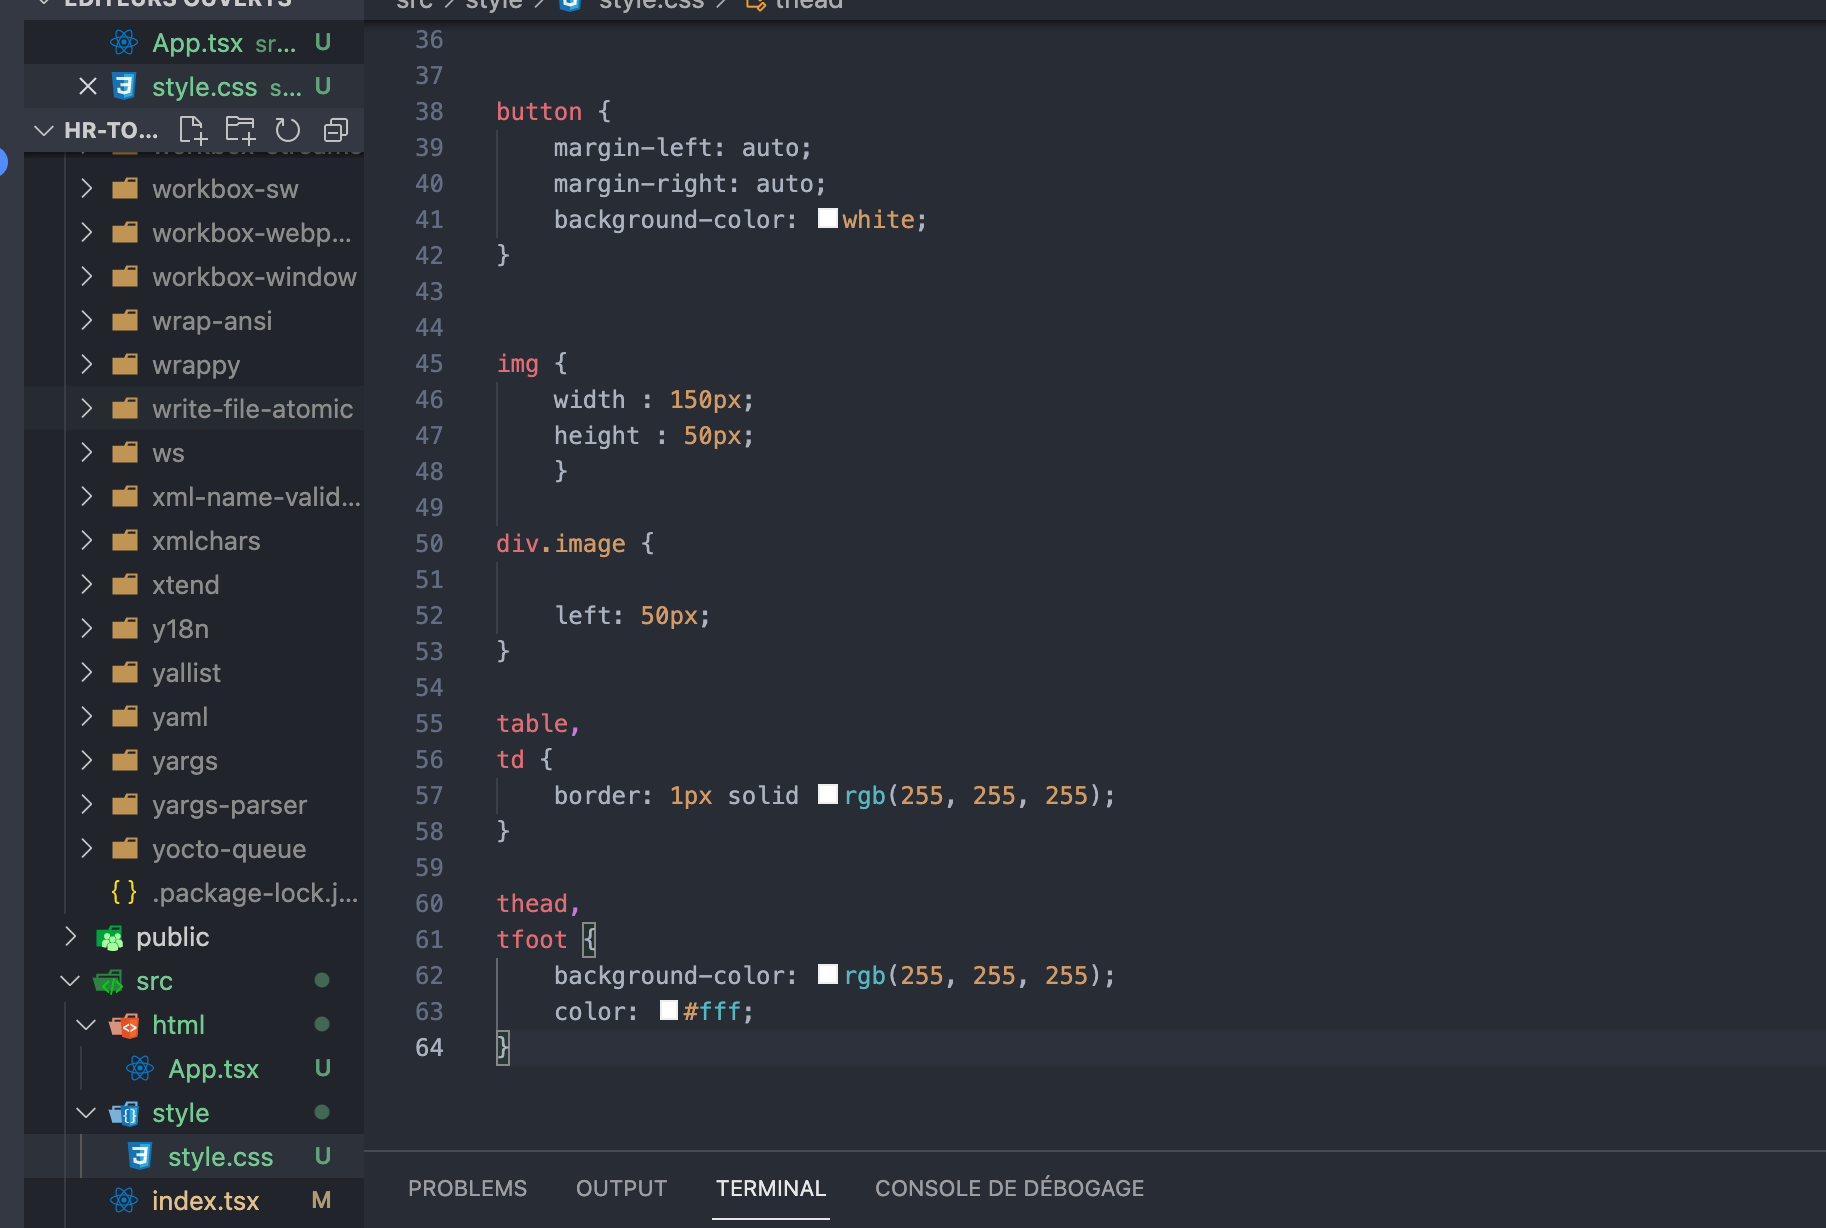 ÉDITEURS OUVERTS
App.tsx sr... U
style.css s... U
HR-TO...
workbox-streams
workbox-sw
workbox-webp...
workbox-window
wrap-ansi
wrappy
write-file-atomic
ws
xml-name-valid...
xmlchars
xtend
y18n
yallist
yaml
yargs
yargs-parser
yocto-queue
{ } .package-lock.j...
public
src
html
App.tsx U
style
style.css U
index.tsx M
src > style > style.css > thead
36
37
38 button {
39 margin-left: auto;
40 margin-right: auto;
41 background-color: white;
42 }
43
44
45 img {
46 width : 150px;
47 height : 50px;
48 }
49
50 div.image {
51
52 left: 50px;
53 }
54
55 table,
56 td {
57 border: 1px solid rgb(255, 255, 255);
58 }
59
60 thead,
61 tfoot {
62 background-color: rgb(255, 255, 255);
63 color: #fff;
64 }
PROBLEMS OUTPUT TERMINAL CONSOLE DE DÉBOGAGE